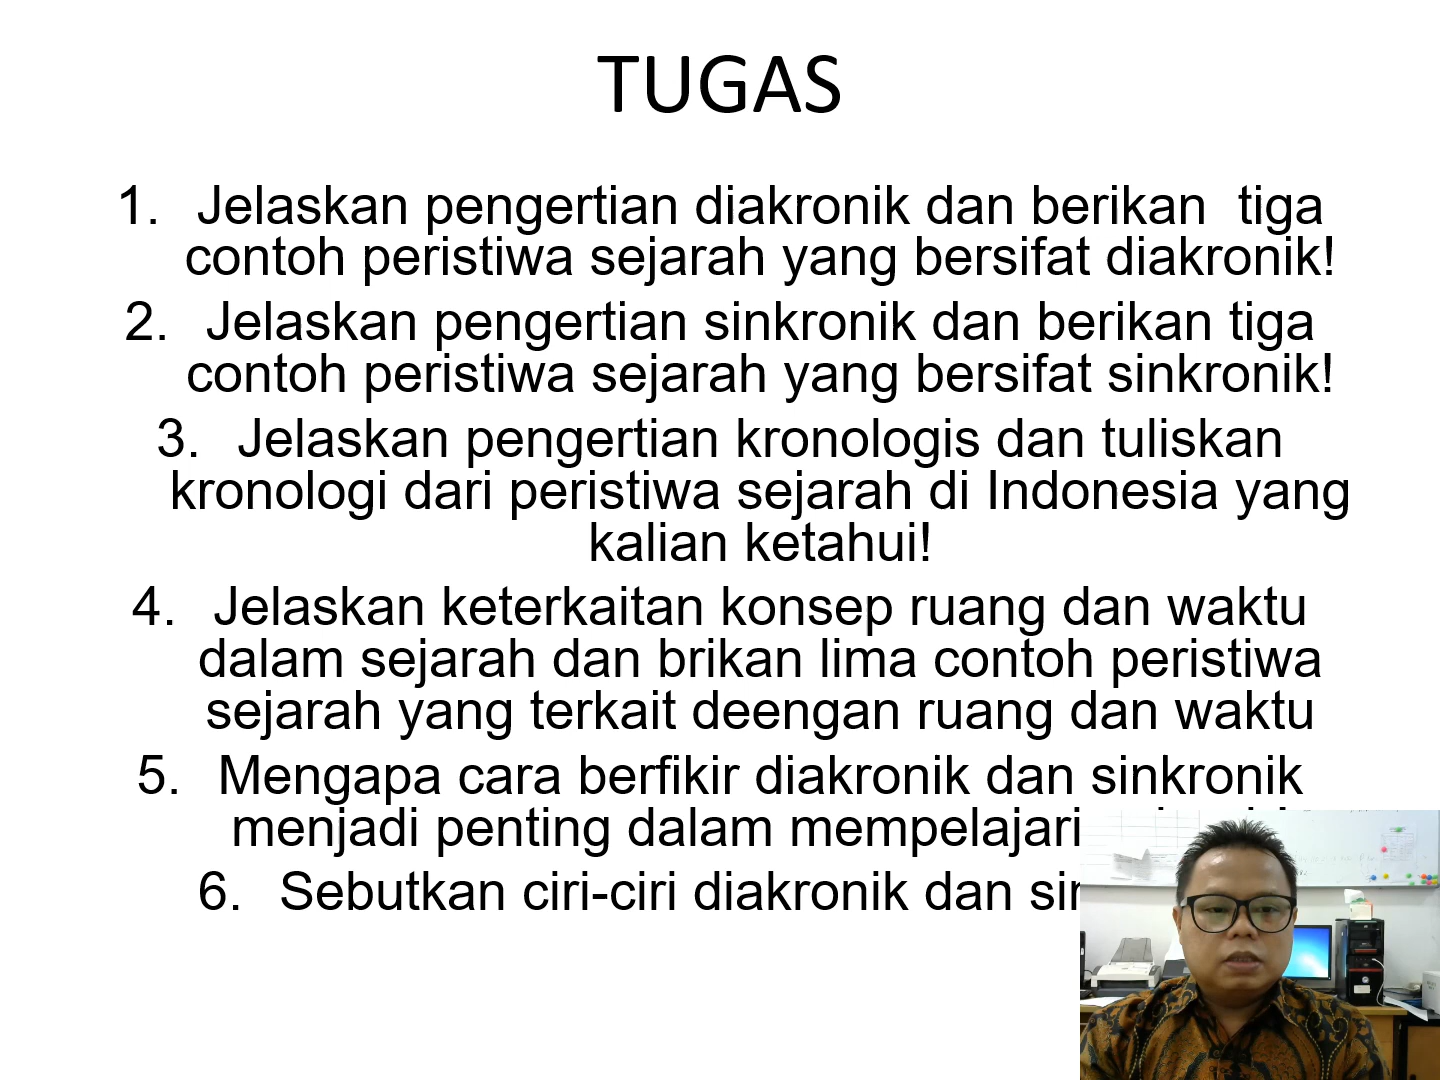 TUGAS
1. Jelaskan pengertian diakronik dan berikan tiga
contoh peristiwa sejarah yang bersifat diakronik!
2. Jelaskan pengertian sinkronik dan berikan tiga
contoh peristiwa sejarah yang bersifat sinkronik!
3. Jelaskan pengertian kronologis dan tuliskan
kronologi dari peristiwa sejarah di Indonesia yang
kalian ketahui!
4. Jelaskan keterkaitan konsep ruang dan waktu
dalam sejarah dan brikan lima contoh peristiwa
sejarah yang terkait deengan ruang dan waktu
5. Mengapa cara berfikir diakronik dan sinkronik
menjadi penting dalam mempelajari
6. Sebutkan ciri-ciri diakronik dan